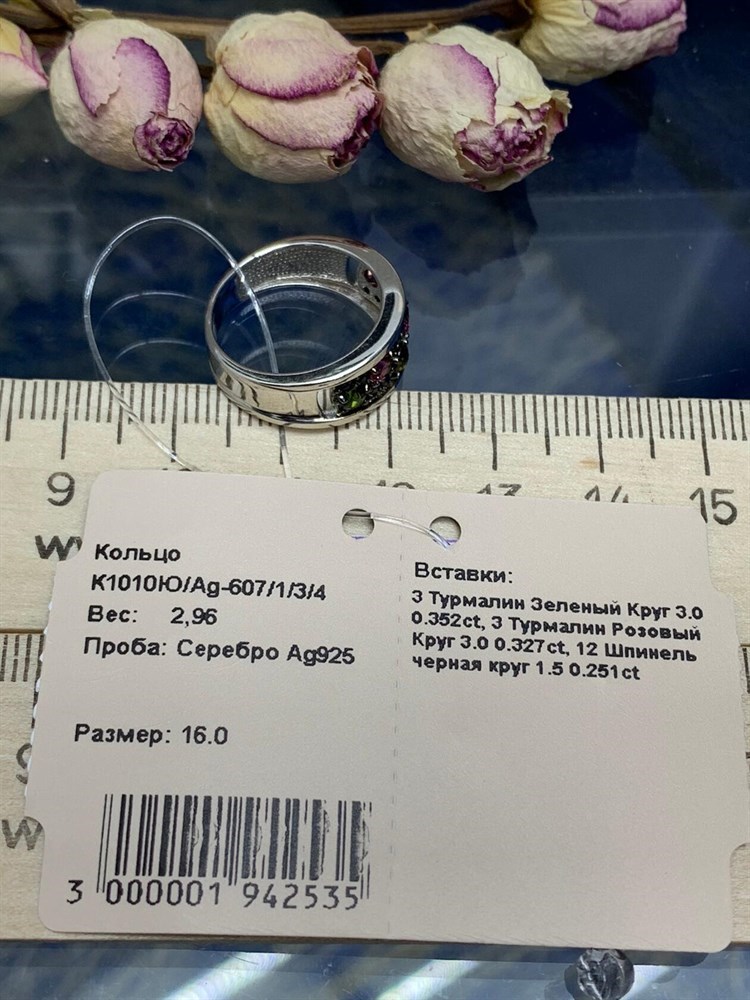 9
12
13
14
15
Кольцо
К1010Ю/Ag-607/1/3/4
Вес: 2,96
Проба: Серебро Ag925
Размер: 16.0
3 000001 942535
Вставки:
3 Турмалин Зеленый Круг 3.0
0.352ct, 3 Турмалин Розовый
Круг 3.0 0.327ct, 12 Шпинель
черная круг 1.5 0.251ct